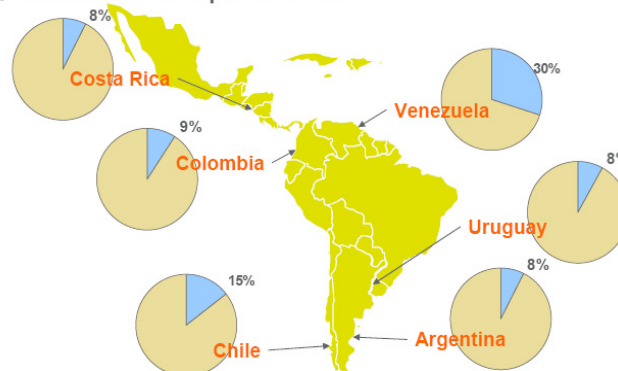 8%
Costa Rica
30%
Venezuela
9%
Colombia
8%
Uruguay
15%
8%
Chile
Argentina